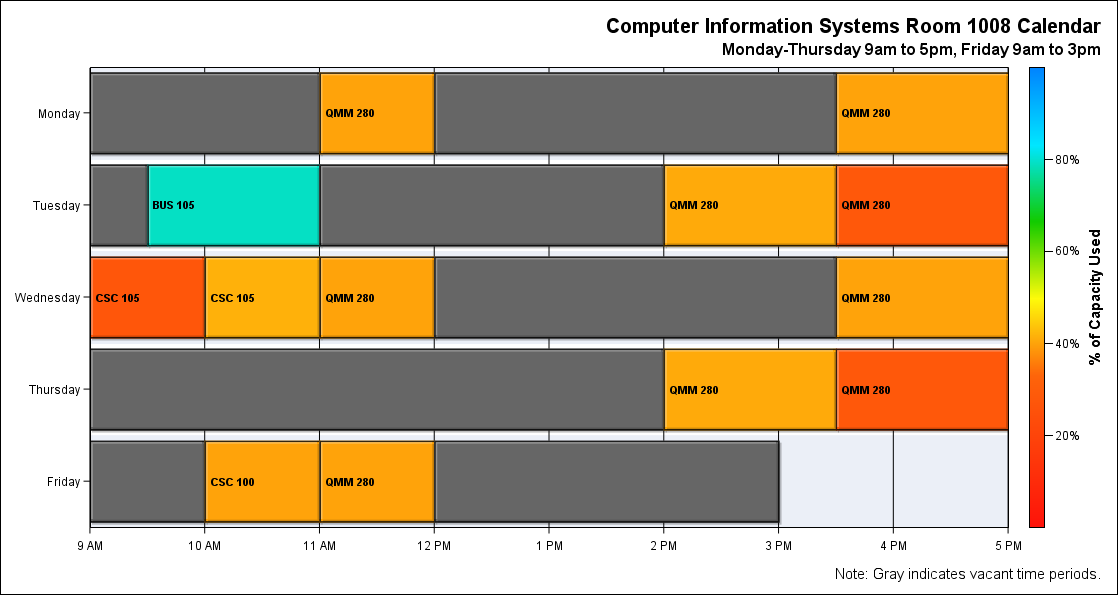 Computer Information Systems Room 1008 Calendar
Monday-Thursday 9am to 5pm, Friday 9am to 3pm
Monday
QMM 280
QMM 280
Tuesday
BUS 105
QMM 280
QMM 280
Wednesday
CSC 105
CSC 105
QMM 280
QMM 280
Thursday
QMM 280
QMM 280
Friday
CSC 100
QMM 280
9 AM
10 AM
11 AM
12 PM
1 PM
2 PM
3 PM
4 PM
5 PM
80%
60%
40%
20%
% of Capacity Used
Note: Gray indicates vacant time periods.